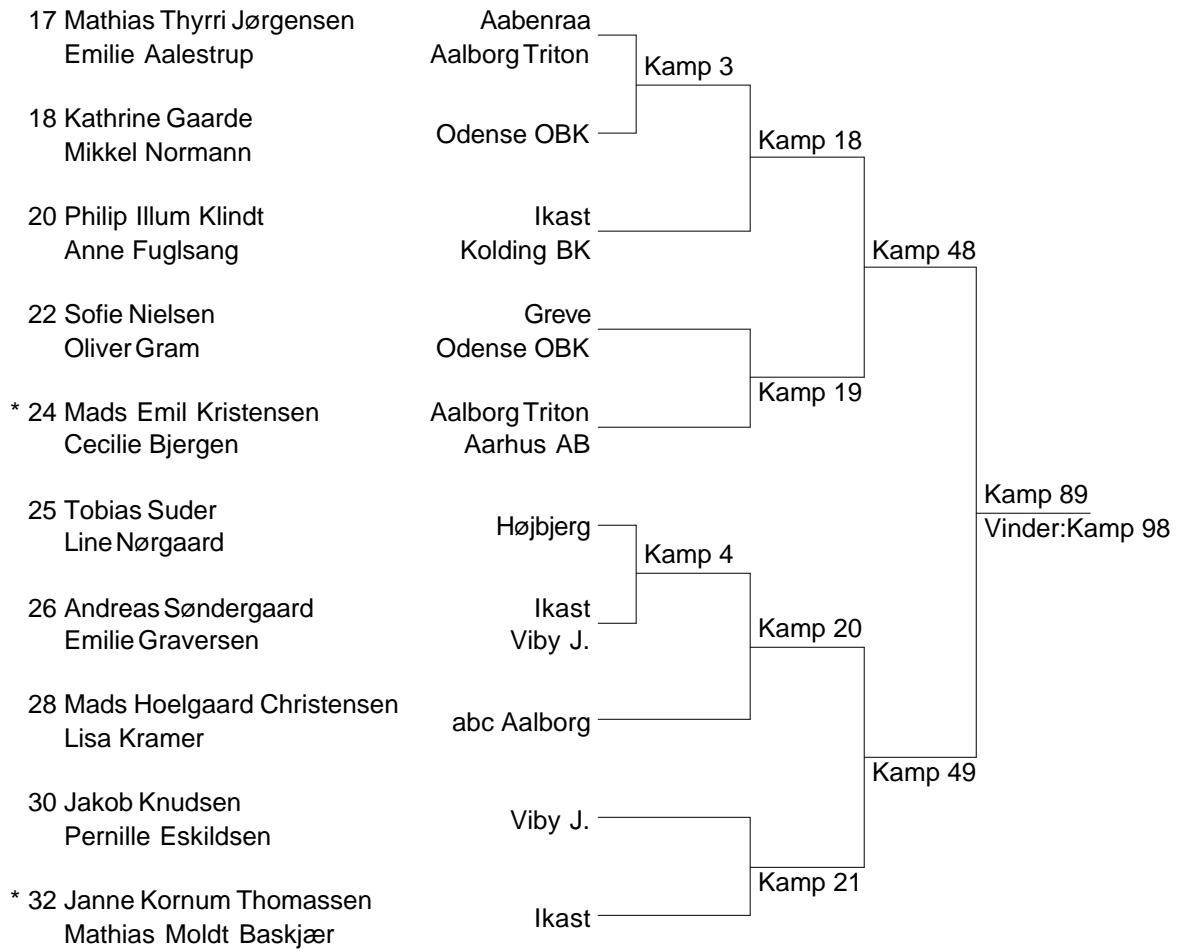 17 Mathias Thyrri Jørgensen Aabenraa
Emilie Aalestrup Aalborg Triton
Kamp 3
18 Kathrine Gaarde Odense OBK
Mikkel Normann
Kamp 18
20 Philip Illum Klindt Ikast
Anne Fuglsang Kolding BK
Kamp 48
22 Sofie Nielsen Greve
Oliver Gram Odense OBK
Kamp 19
* 24 Mads Emil Kristensen Aalborg Triton
Cecilie Bjergen Aarhus AB
Kamp 89
Vinder:Kamp 98
25 Tobias Suder Højbjerg
Line Nørgaard
Kamp 4
26 Andreas Søndergaard Ikast
Emilie Graversen Viby J.
Kamp 20
28 Mads Hoelgaard Christensen abc Aalborg
Lisa Kramer
Kamp 49
30 Jakob Knudsen Viby J.
Pernille Eskildsen
Kamp 21
* 32 Janne Kornum Thomassen Ikast
Mathias Moldt Baskjær